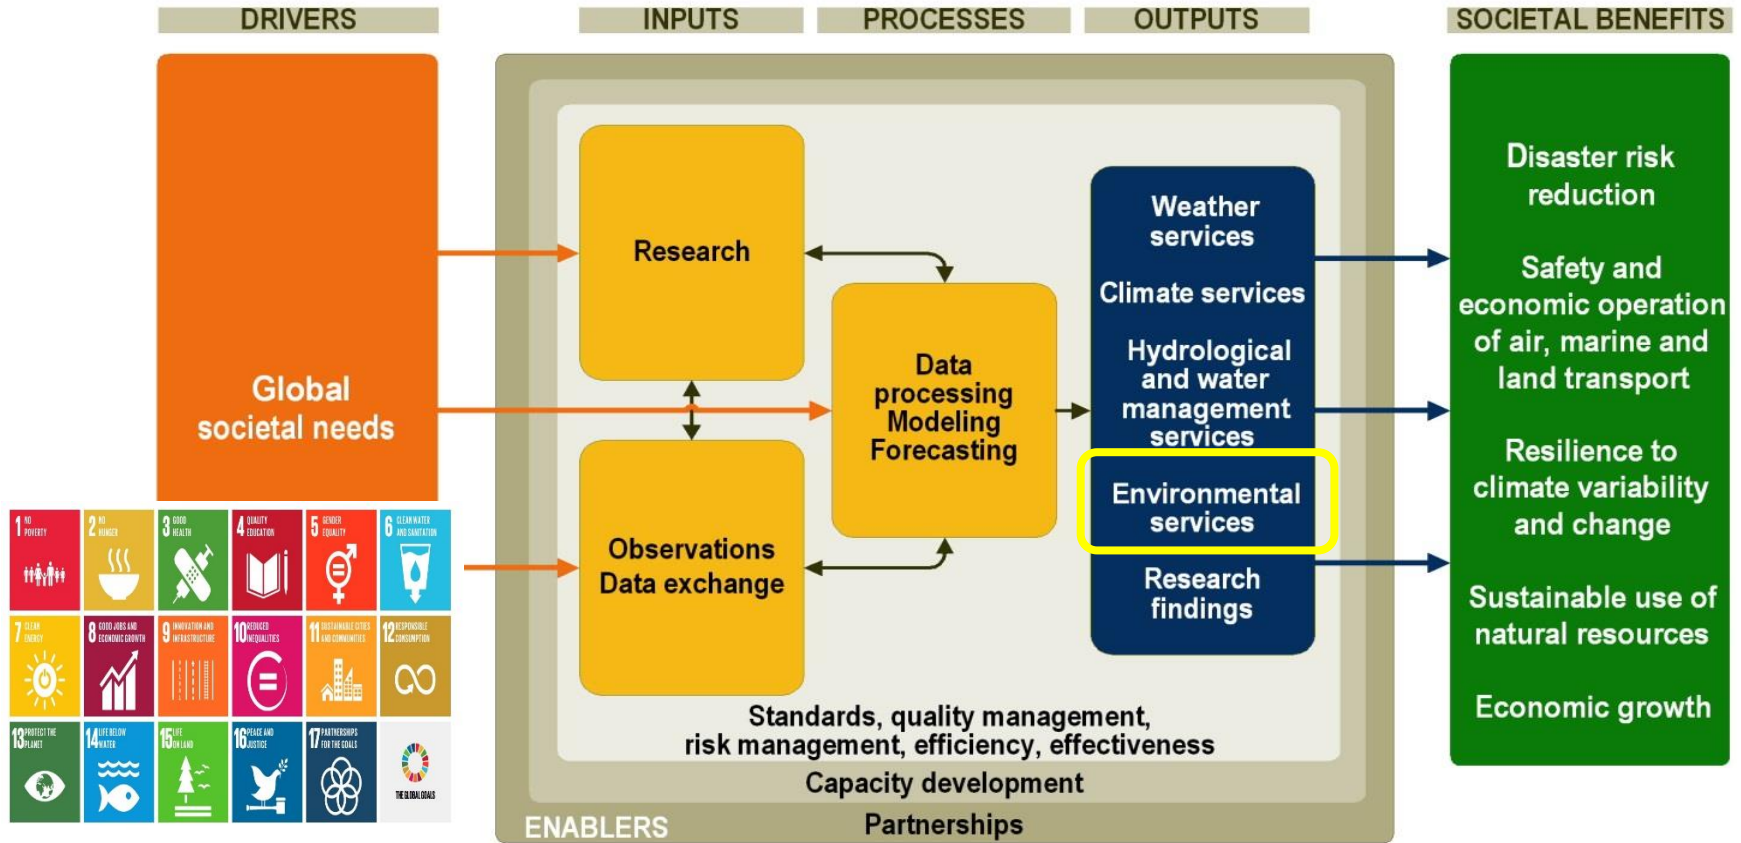 DRIVERS
INPUTS
PROCESSES
OUTPUTS
SOCIETAL BENEFITS
Global
societal needs
Research
Observations
Data exchange
Data
processing
Modeling
Forecasting
Weather
services
Climate services
Hydrological
and water
management
services
Environmental
services
Research
findings
Disaster risk
reduction
Safety and
economic operation
of air, marine and
land transport
Resilience to
climate variability
and change
Sustainable use of
natural resources
Economic growth
Standards, quality management,
risk management, efficiency, effectiveness
Capacity development
ENABLERS
Partnerships
1 NO
POVERTY
2 NO
HUNGER
3 GOOD
HEALTH
4 QUALITY
EDUCATION
5 GENDER
EQUALITY
6 CLEAN WATER
AND SANITATION
7 CLEAN
ENERGY
8 GOOD JOBS AND
ECONOMIC GROWTH
9 INNOVATION AND
INFRASTRUCTURE
10 REDUCED
INEQUALITIES
11 SUSTAINABLE CITIES
AND COMMUNITIES
12 RESPONSIBLE
CONSUMPTION
13 PROTECT THE
PLANET
14 LIFE BELOW
WATER
15 LIFE
ON LAND
16 PEACE AND
JUSTICE
17 PARTNERSHIPS
FOR THE GOALS
THE GLOBAL GOALS